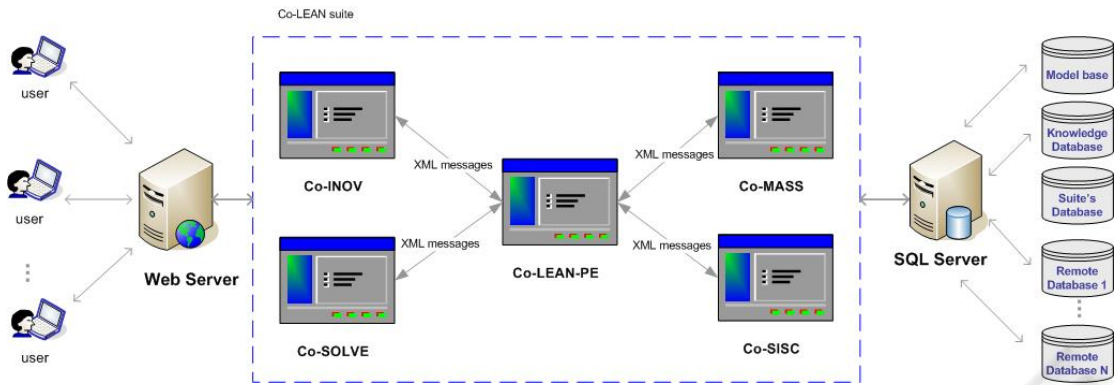 Co-LEAN suite
user
user
user
Web Server
Co-INOV
Co-SOLVE
XML messages
XML messages
Co-LEAN-PE
XML messages
XML messages
Co-MASS
Co-SISC
SQL Server
Model base
Knowledge
Database
Suite's
Database
Remote
Database 1
Remote
Database N